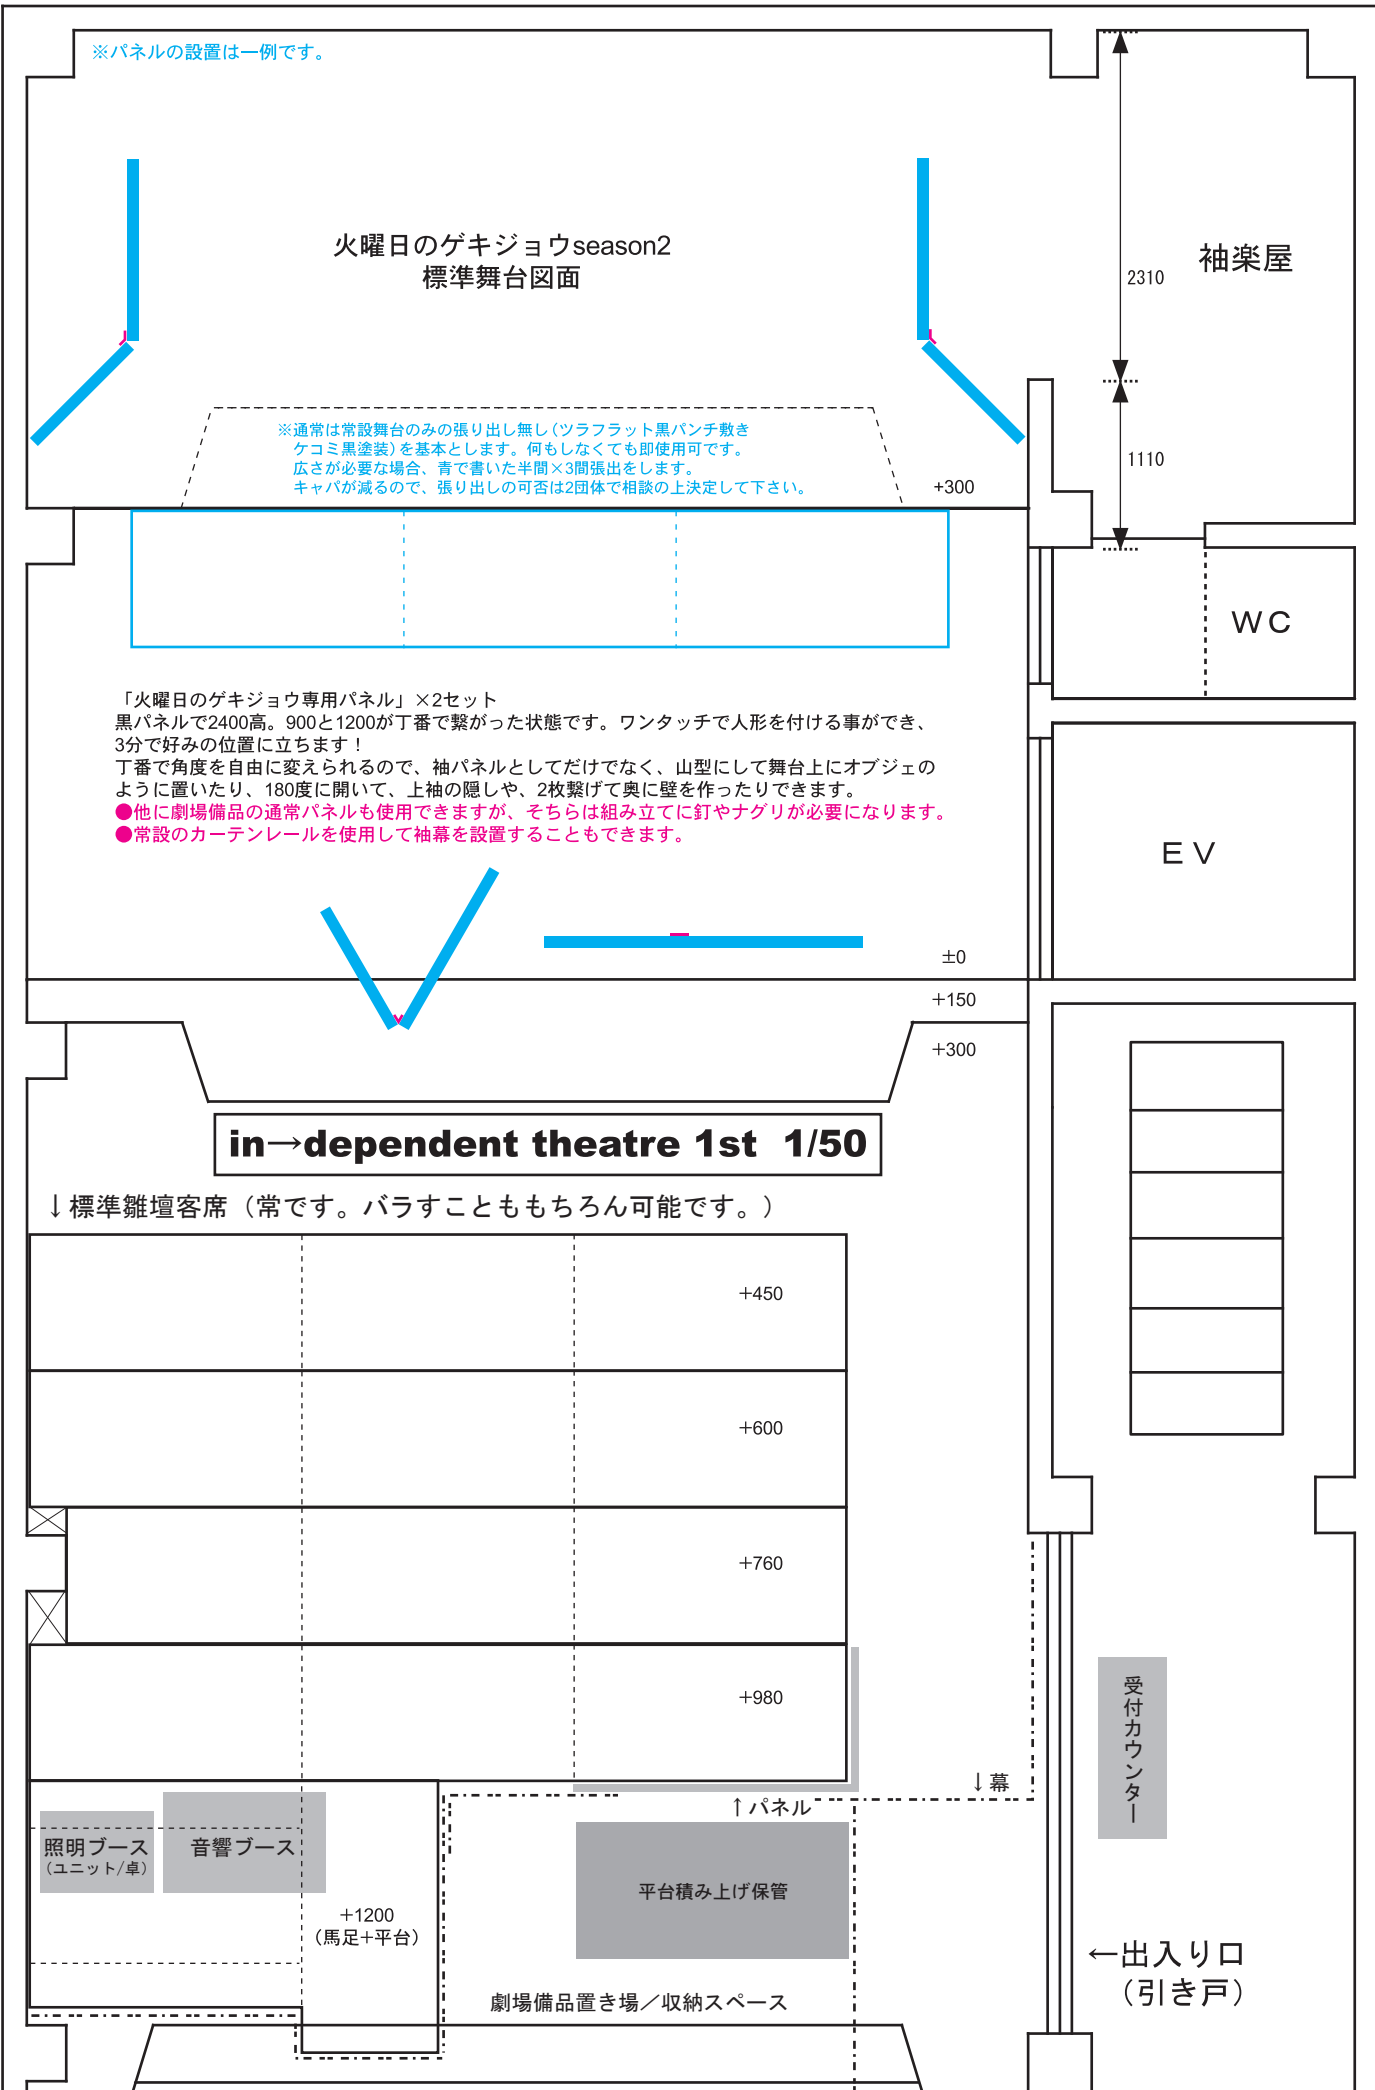 ※パネルの設置は一例です。
火曜日のゲキジョウseason2
標準舞台図面
袖楽屋
2310
1110
※通常は常設舞台のみの張り出し無し（ツラフラット黒パンチ敷き
ケコミ黒塗装）を基本とします。何もしなくても即使用可です。
広さが必要な場合、青で書いた半間×3間張出をします。
キャパが減るので、張り出しの可否は2団体で相談の上決定して下さい。
+300
WC
「火曜日のゲキジョウ専用パネル」×2セット
黒パネルで2400高。900と1200が丁番で繋がった状態です。ワンタッチで人形を付ける事ができ、
3分で好みの位置に立ちます！
丁番で角度を自由に変えられるので、袖パネルとしてだけでなく、山型にして舞台上にオブジェの
ように置いたり、180度に開いて、上袖の隠しや、2枚繋げて奥に壁を作ったりできます。
●他に劇場備品の通常パネルも使用できますが、そちらは組み立てに釘やナグリが必要になります。
●常設のカーテンレールを使用して袖幕を設置することもできます。
EV
±0
+150
+300
in→dependent theatre 1st 1/50
↓標準雛壇客席（常です。バラすことももちろん可能です。）
+450
+600
+760
+980
受付カウンター
↓幕
↑パネル
照明ブース
（ユニット/卓）
音響ブース
平台積み上げ保管
+1200
（馬足+平台）
←出入り口
（引き戸）
劇場備品置き場／収納スペース